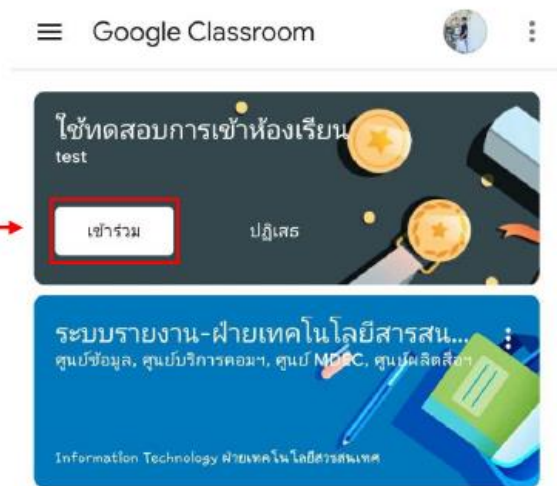 Google Classroom
ใช้ทดสอบการเข้าห้องเรียน
test
เข้าร่วม
ปฏิเสธ
ระบบรายงาน-ฝ่ายเทคโนโลยีสารสน...
ศูนย์ข้อมูล, ศูนย์บริการคอมฯ, ศูนย์ MDEC, ศูนย์ผลิตสื่อฯ
Information Technology ฝ่ายเทคโนโลยีสารสนเทศ